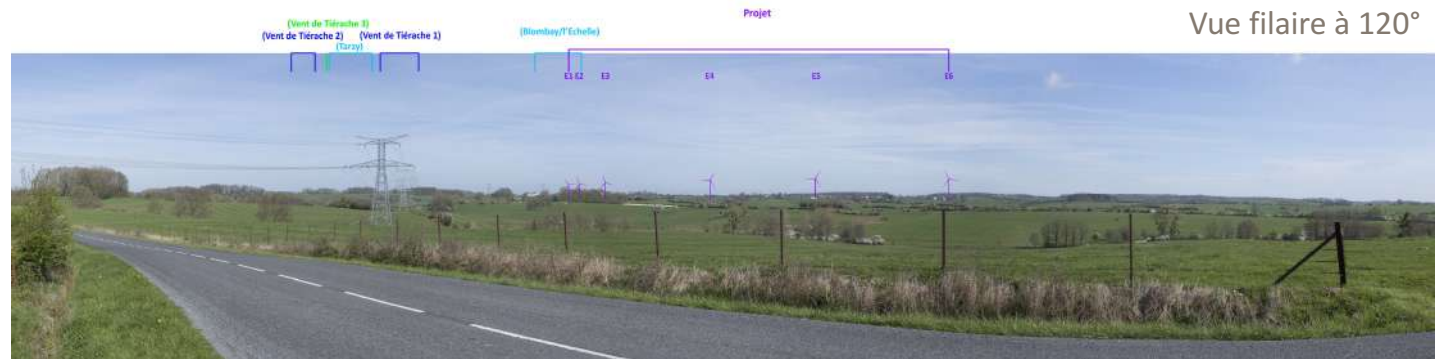 Projet
Vue filaire à 120°
(Vent de Tiérache 3)
(Vent de Tiérache 2) (Vent de Tiérache 1)
(Blombay/l'Echelle)
(Tarzy)
E1 E2 E3 E4 E5 E6